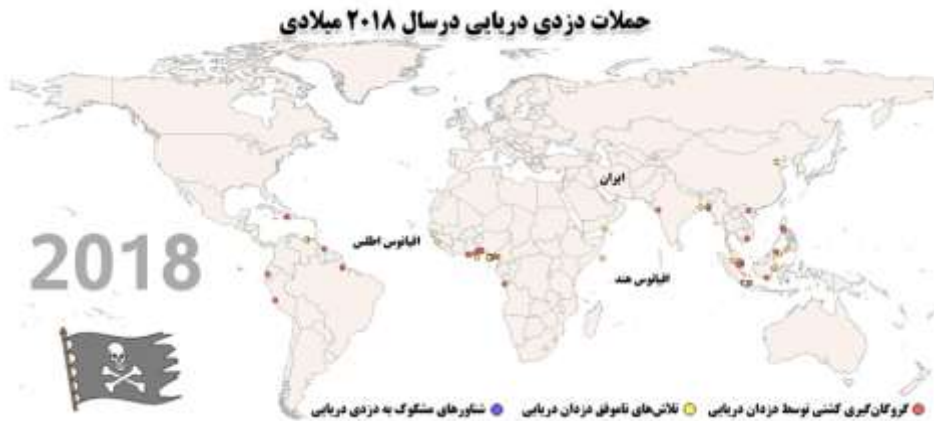 حملات دزدی دریایی درسال ۲۰۱۸ میلادی
ایران
اقیانوس اطلس
اقیانوس هند
2018
گروگان‌گیری کشتی توسط دزدان دریایی
تلاش‌های ناموفق دزدان دریایی
شناورهای مشکوک به دزدی دریایی